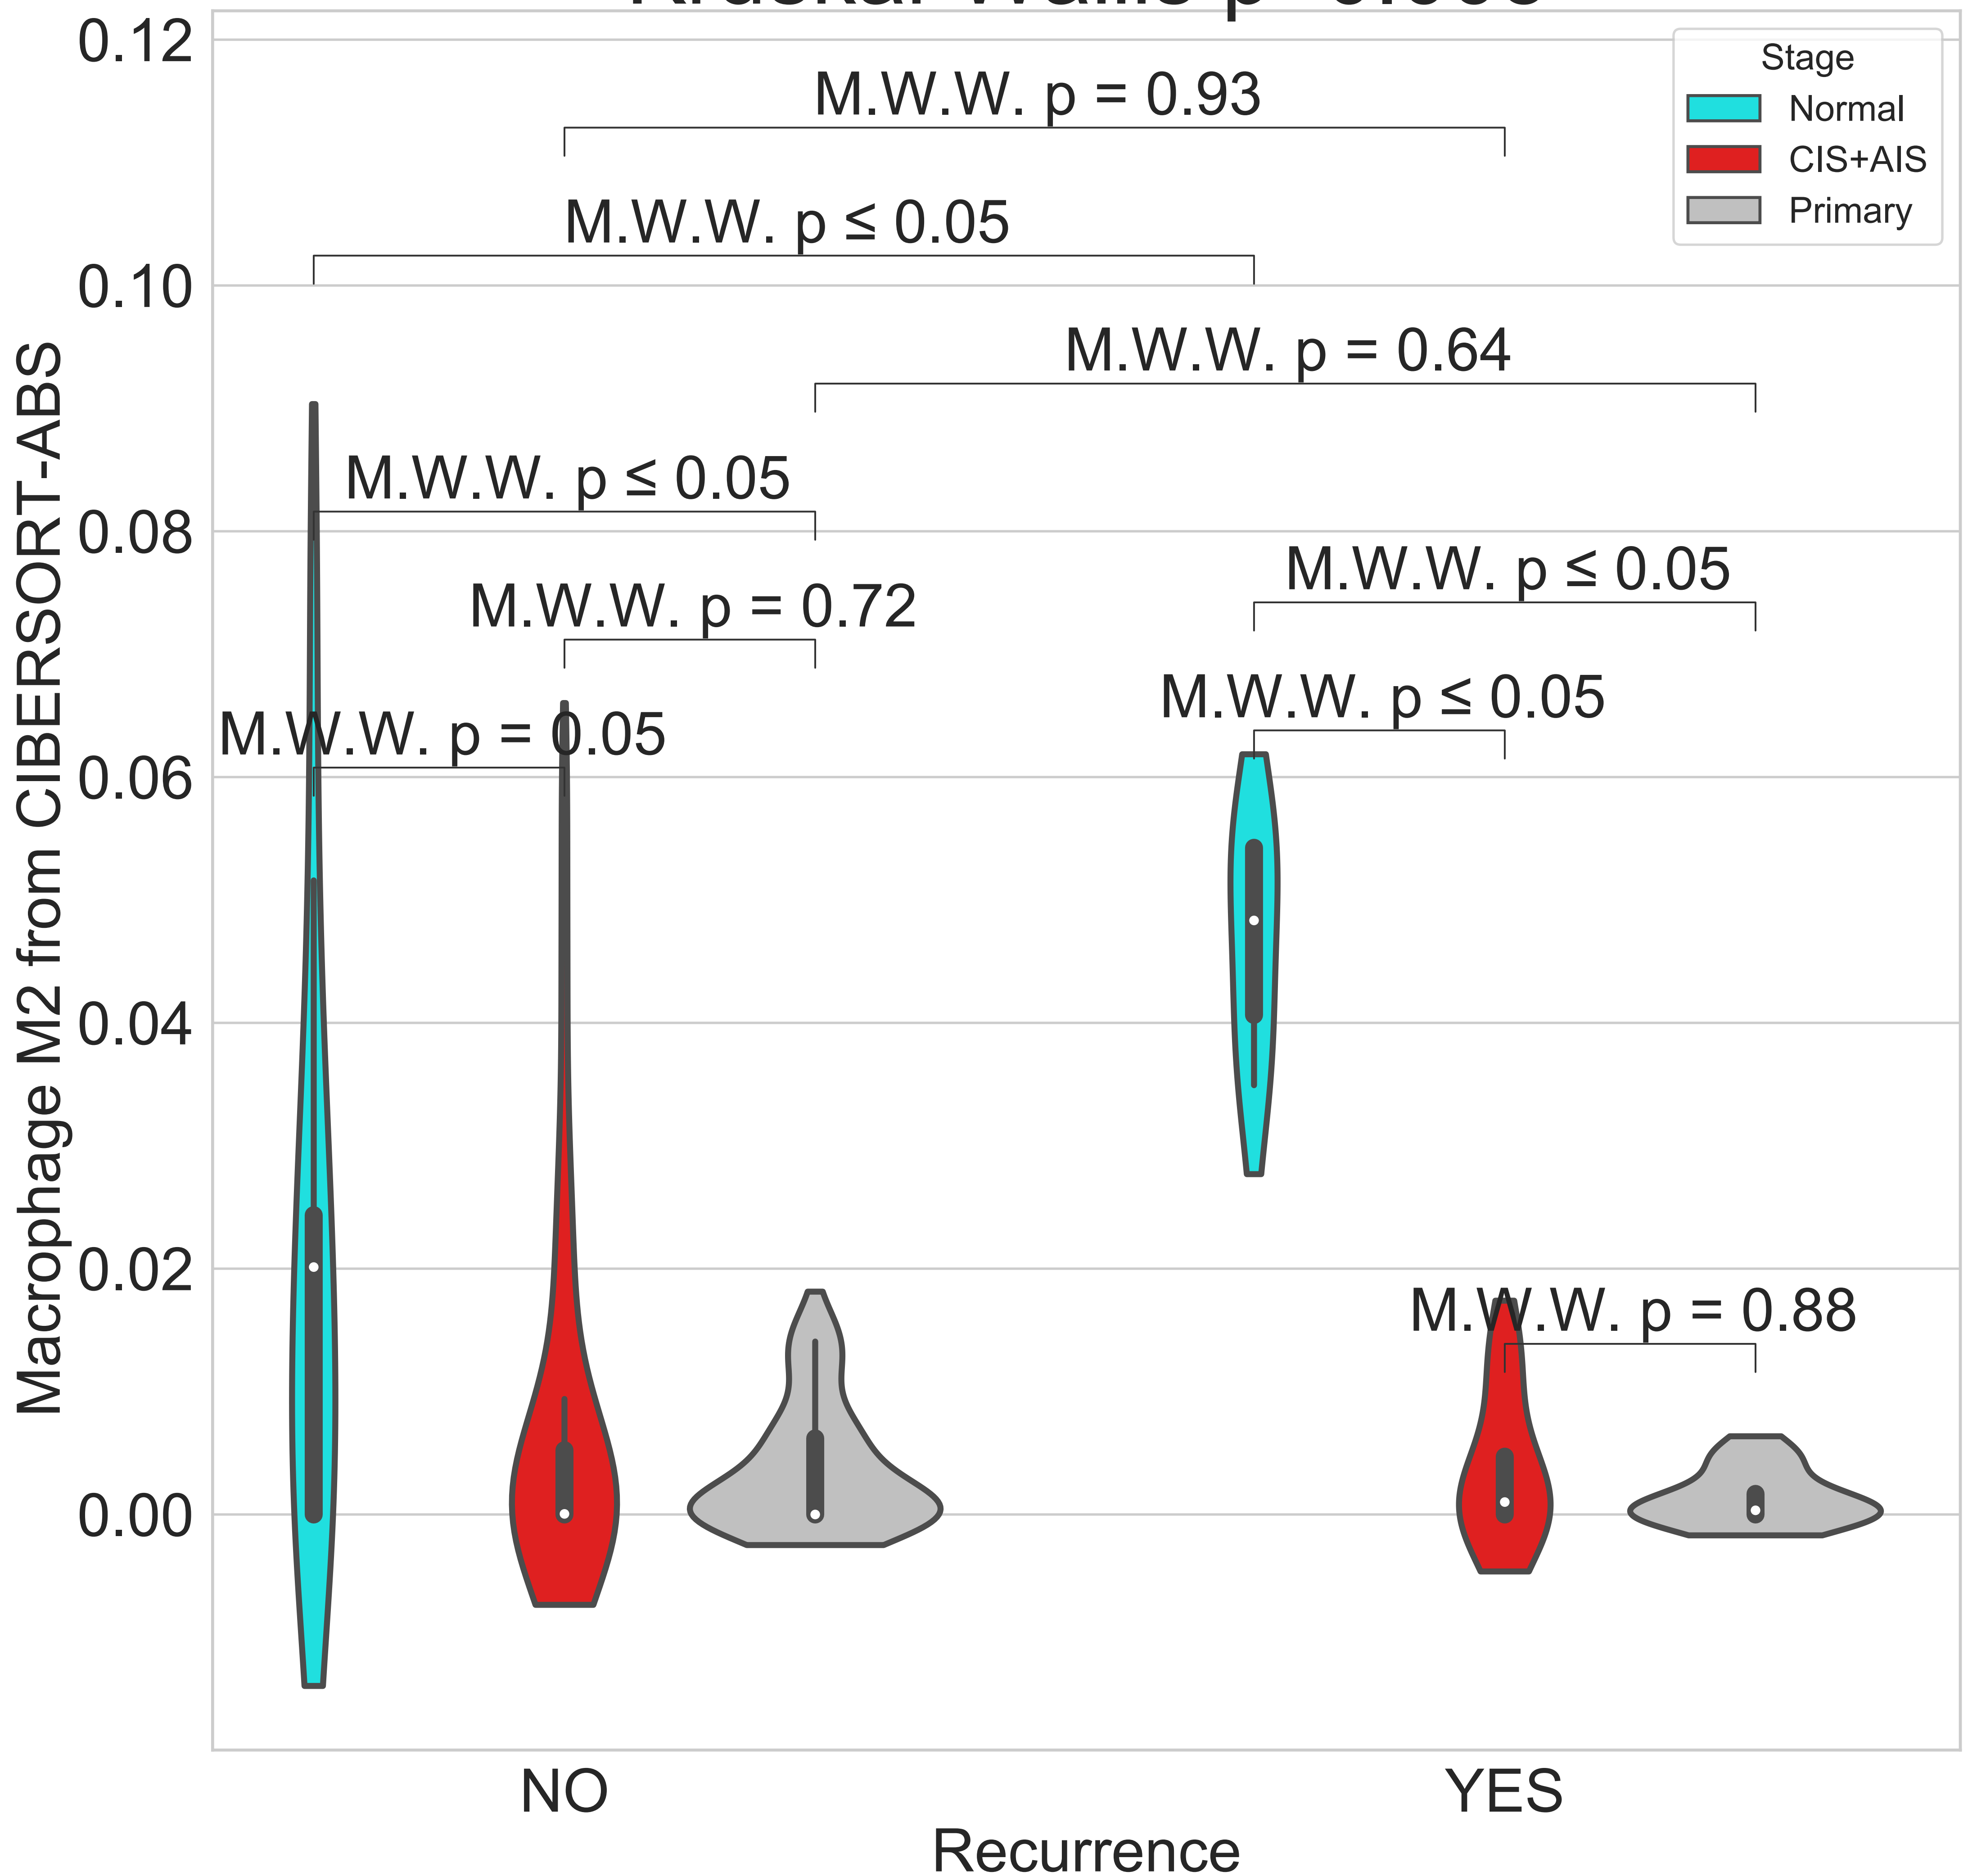 0.12
0.10
0.08
0.06
0.04
0.02
0.00
Macrophage M2 from CIBERSORT-ABS
Stage
Normal
CIS+AIS
Primary
M.W.W. p = 0.93
M.W.W. p ≤ 0.05
M.W.W. p = 0.64
M.W.W. p ≤ 0.05
M.W.W. p ≤ 0.05
M.W.W. p = 0.72
M.W.W. p ≤ 0.05
M.W.W. p = 0.05
M.W.W. p = 0.88
NO
YES
Recurrence